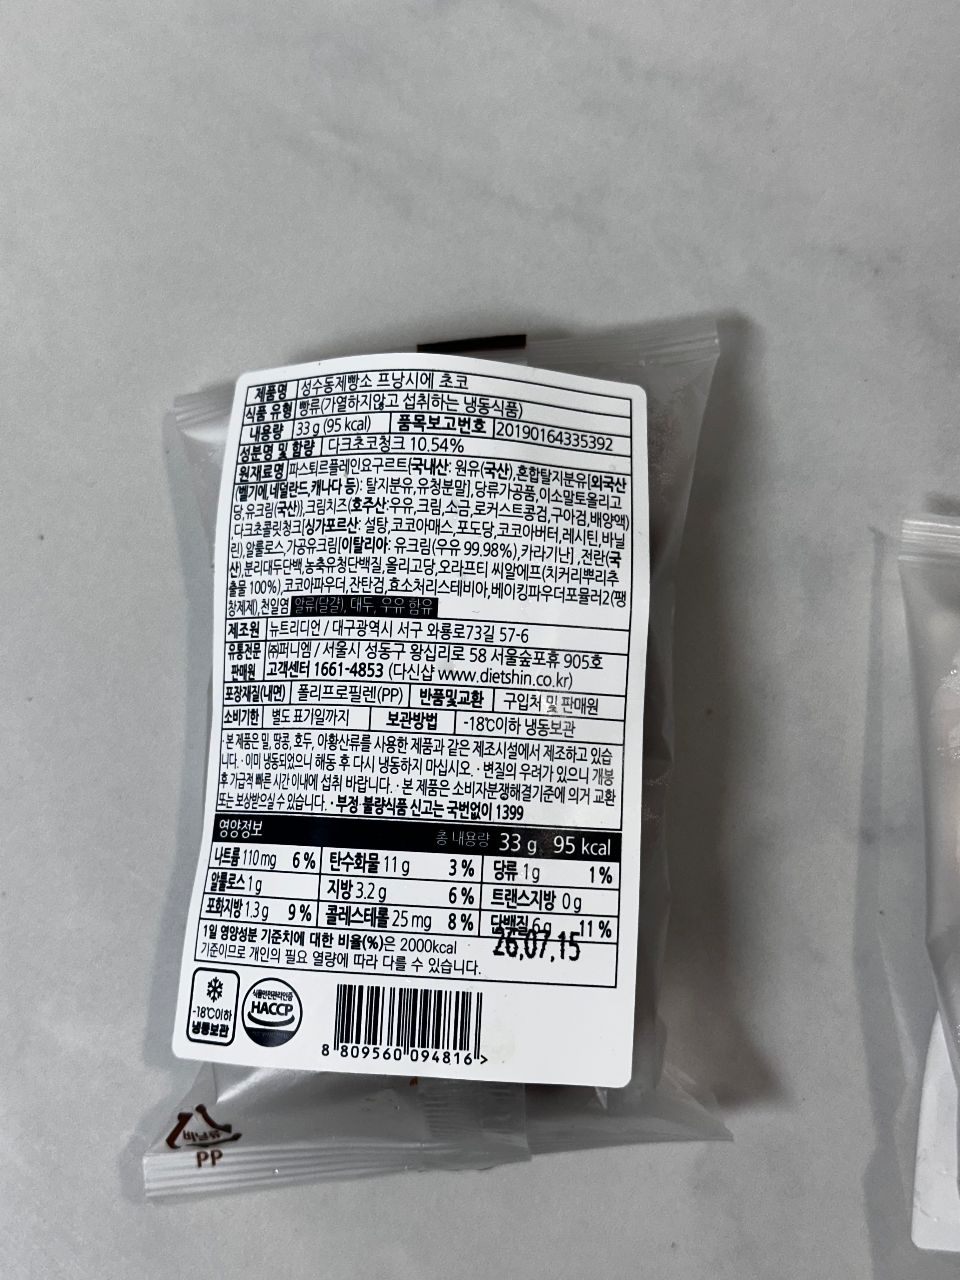 제품명 성수동제빵소 프낭시에 초코
식품 유형 빵류(가열하지않고 섭취하는 냉동식품)
내용량 33 g (95 kcal) 품목보고번호 20190164335392
성분명 및 함량 다크초코청크 10.54%
원재료명 파스퇴르플레인요구르트{국내산: 원유(국산), 혼합탈지분유[외국산
(벨기에,네덜란드,캐나다 등): 탈지분유,유청분말], 당류가공품,이소말토올리고
당,유크림(국산)},크림치즈(호주산:우유,크림,소금,로커스트콩검,구아검,배양액)
,다크초콜릿청크[싱가포르산: 설탕,코코아매스,포도당,코코아버터,레시틴,바닐
린],알룰로스,가공유크림[이탈리아: 유크림(우유 99.98%),카라기난],전란(국
산),분리대두단백,농축유청단백질,올리고당,오라프티 씨알에프(치커리뿌리추
출물 100%),코코아파우더,잔탄검,효소처리스테비아,베이킹파우더포뮬러2(팽
창제제),천일염 알류(달걀), 대두, 우유 함유
제조원 뉴트리디언 / 대구광역시 서구 와룡로73길 57-6
유통전문 ㈜퍼니엠 / 서울시 성동구 왕십리로 58 서울숲포휴 905호
판매원 고객센터 1661-4853 (다신샵 www.dietshin.co.kr)
포장재질(내면) 폴리프로필렌(PP) 반품및교환 구입처 및 판매원
소비기한 별도 표기일까지 보관방법 -18℃이하 냉동보관
· 본 제품은 밀, 땅콩, 호두, 아황산류를 사용한 제품과 같은 제조시설에서 제조하고 있습
니다. · 이미 냉동되었으니 해동 후 다시 냉동하지 마십시오. · 변질의 우려가 있으니 개봉
후 가급적 빠른 시간 이내에 섭취 바랍니다. · 본 제품은 소비자분쟁해결기준에 의거 교환
또는 보상받으실 수 있습니다. · 부정·불량식품 신고는 국번없이 1399
영양정보 총 내용량 33 g 95 kcal
나트륨 110 mg 6 % 탄수화물 11 g 3 % 당류 1 g 1 %
알룰로스 1 g 지방 3.2 g 6 % 트랜스지방 0 g
포화지방 1.3 g 9 % 콜레스테롤 25 mg 8 % 단백질 6 g 11 %
1일 영양성분 기준치에 대한 비율(%)은 2000kcal
기준이므로 개인의 필요 열량에 따라 다를 수 있습니다.
26.07.15
-18℃이하
냉동보관
식품안전관리인증
HACCP
8 809560 094816 >
비닐류
PP